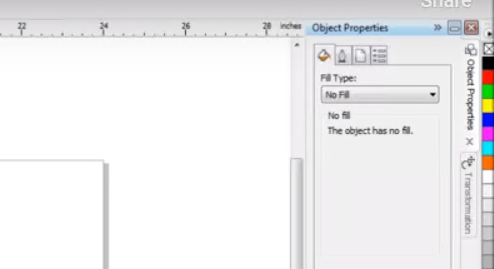 Share
22 24 26 28 inches
Object Properties
Fill Type:
No Fill
No fill
The object has no fill.
Object Properties
Transformation